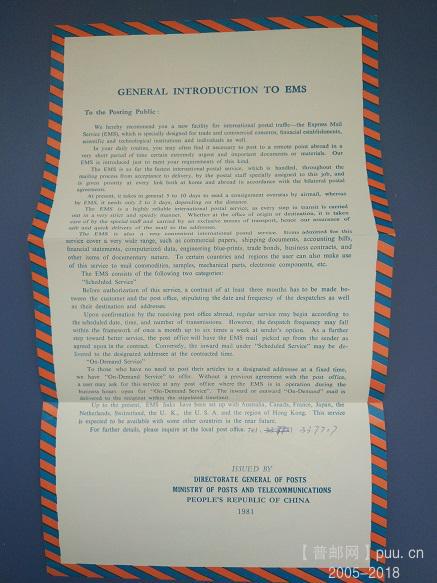 GENERAL INTRODUCTION TO EMS
To the Posting Public:
We hereby recommend you a new facility for international postal traffic—the Express Mail
Service (EMS), which is specially designed for trade and commercial concerns, financial establishments,
scientific and technological institutions and individuals as well.
In your daily routines, you may often find it necessary to post to a remote point abroad in a
very short period of time certain extremely urgent and important documents or materials. Our
EMS is introduced just to meet your requirements of this kind.
The EMS is so far the fastest international postal service, which is handled, throughout the
mailing process from acceptance to delivery, by the postal staff specially assigned to this job, and
is given priority at every link both at home and abroad in accordance with the bilateral postal
agreement.
At present, it takes in general 5 to 10 days to send a consignment overseas by airmail, whereas
by EMS, it needs only 2 to 3 days, depending on the distance.
The EMS is a highly reliable international postal service, as every step in transit is carried
out in a very strict and speedy manner. Whether at the office of origin or destination, it is taken
care of by the special staff and carried by an exclusive means of transport, hence our assurance of
safe and quick delivery of the mail to the addressees.
The EMS is also a very convenient international postal service. Items admitted for this
service cover a very wide range, such as commercial papers, shipping documents, accounting bills,
financial statements, computerized data, engineering blue-prints, trade bonds, business contracts, and
other items of documentary nature. To certain countries and regions the user can also make use
of this service to mail commodities, samples, mechanical parts, electronic components, etc.
The EMS consists of the following two categories:
"Scheduled Service"
Before authorization of this service, a contract of at least three months has to be made be-
tween the customer and the post office, stipulating the date and frequency of the despatches as well
as their destination and addresses.
Upon confirmation by the receiving post office abroad, regular service may begin according to
the scheduled date, time, and number of transmissions. However, the despatch frequency may fall
within the framework of once a month up to six times a week at sender's option. As a further
step toward better service, the post office will have the EMS mail picked up from the sender as
agreed upon in the contract. Conversely, the inward mail under "Scheduled Service" may be de-
livered to the designated addresses at the contracted time.
"On-Demand Service"
To those who have no need to post their articles to a designated addresses at a fixed time,
we have "On-Demand Service" to offer. Without a previous agreement with the post office,
a user may ask for this service at any post office where the EMS is in operation during the
business hours open for "On-Demand Service". The inward or outward "On-Demand" mail is
delivered to the recipient within the stipulated timelimit.
Up to the present, EMS links have been set up with Australia, Canada, France, Japan, the
Netherlands, Switzerland, the U. K., the U. S. A. and the region of Hong Kong. This service
is expected to be available with some other countries in the near future.
For further details, please inquire at the local post office. Tel. 337717
ISSUED BY
DIRECTORATE GENERAL OF POSTS
MINISTRY OF POSTS AND TELECOMMUNICATIONS
PEOPLE'S REPUBLIC OF CHINA
1981
【普邮网】puu.cn
2005--2018